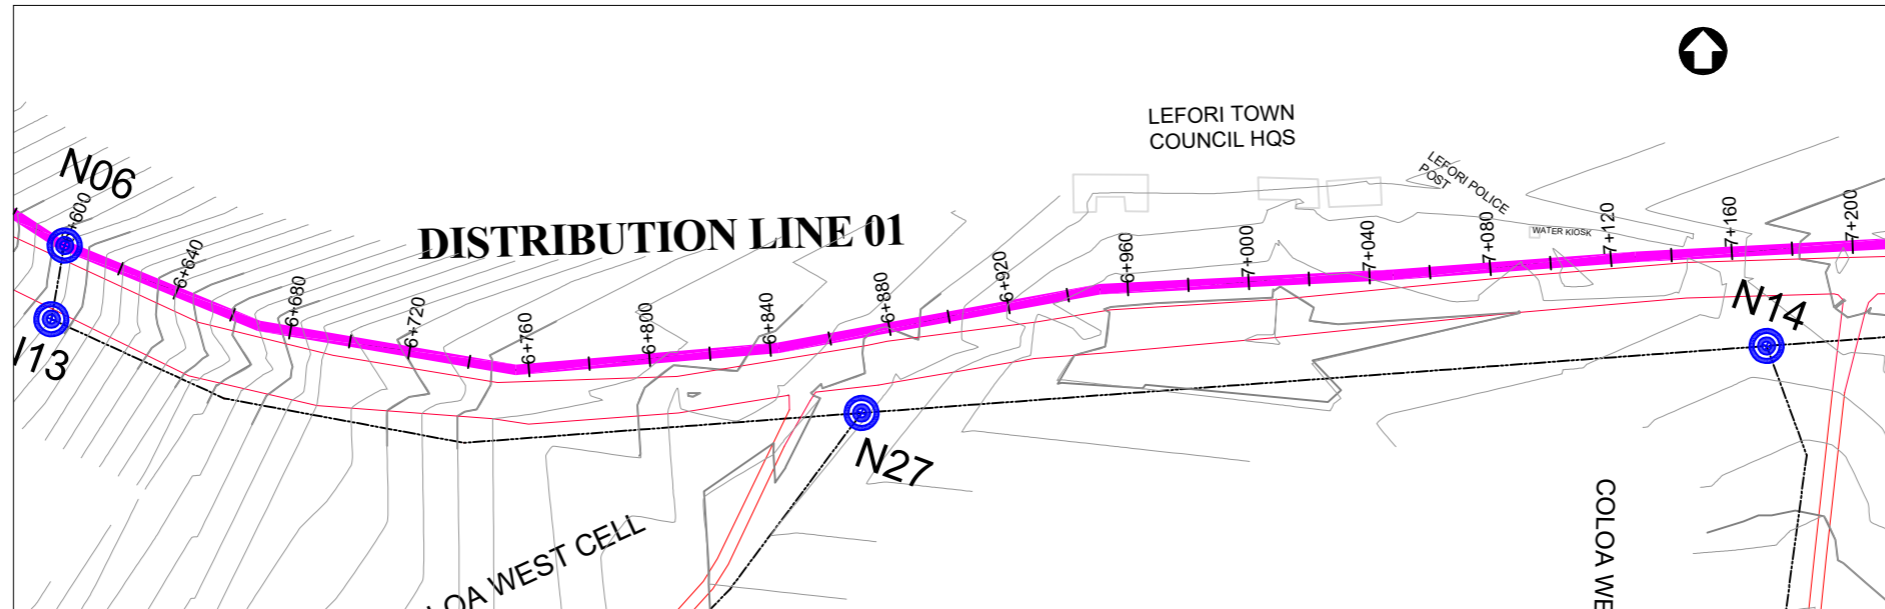 LEFORI TOWN
COUNCIL HQS
LEFORI POLICE
POST
WATER KIOSK
N06
DISTRIBUTION LINE 01
+600
6+640
6+680
6+720
6+760
6+800
6+840
6+880
6+920
6+960
7+000
7+040
7+080
7+120
7+160
7+200
N13
N27
N14
LOA WEST CELL
COLOA WE